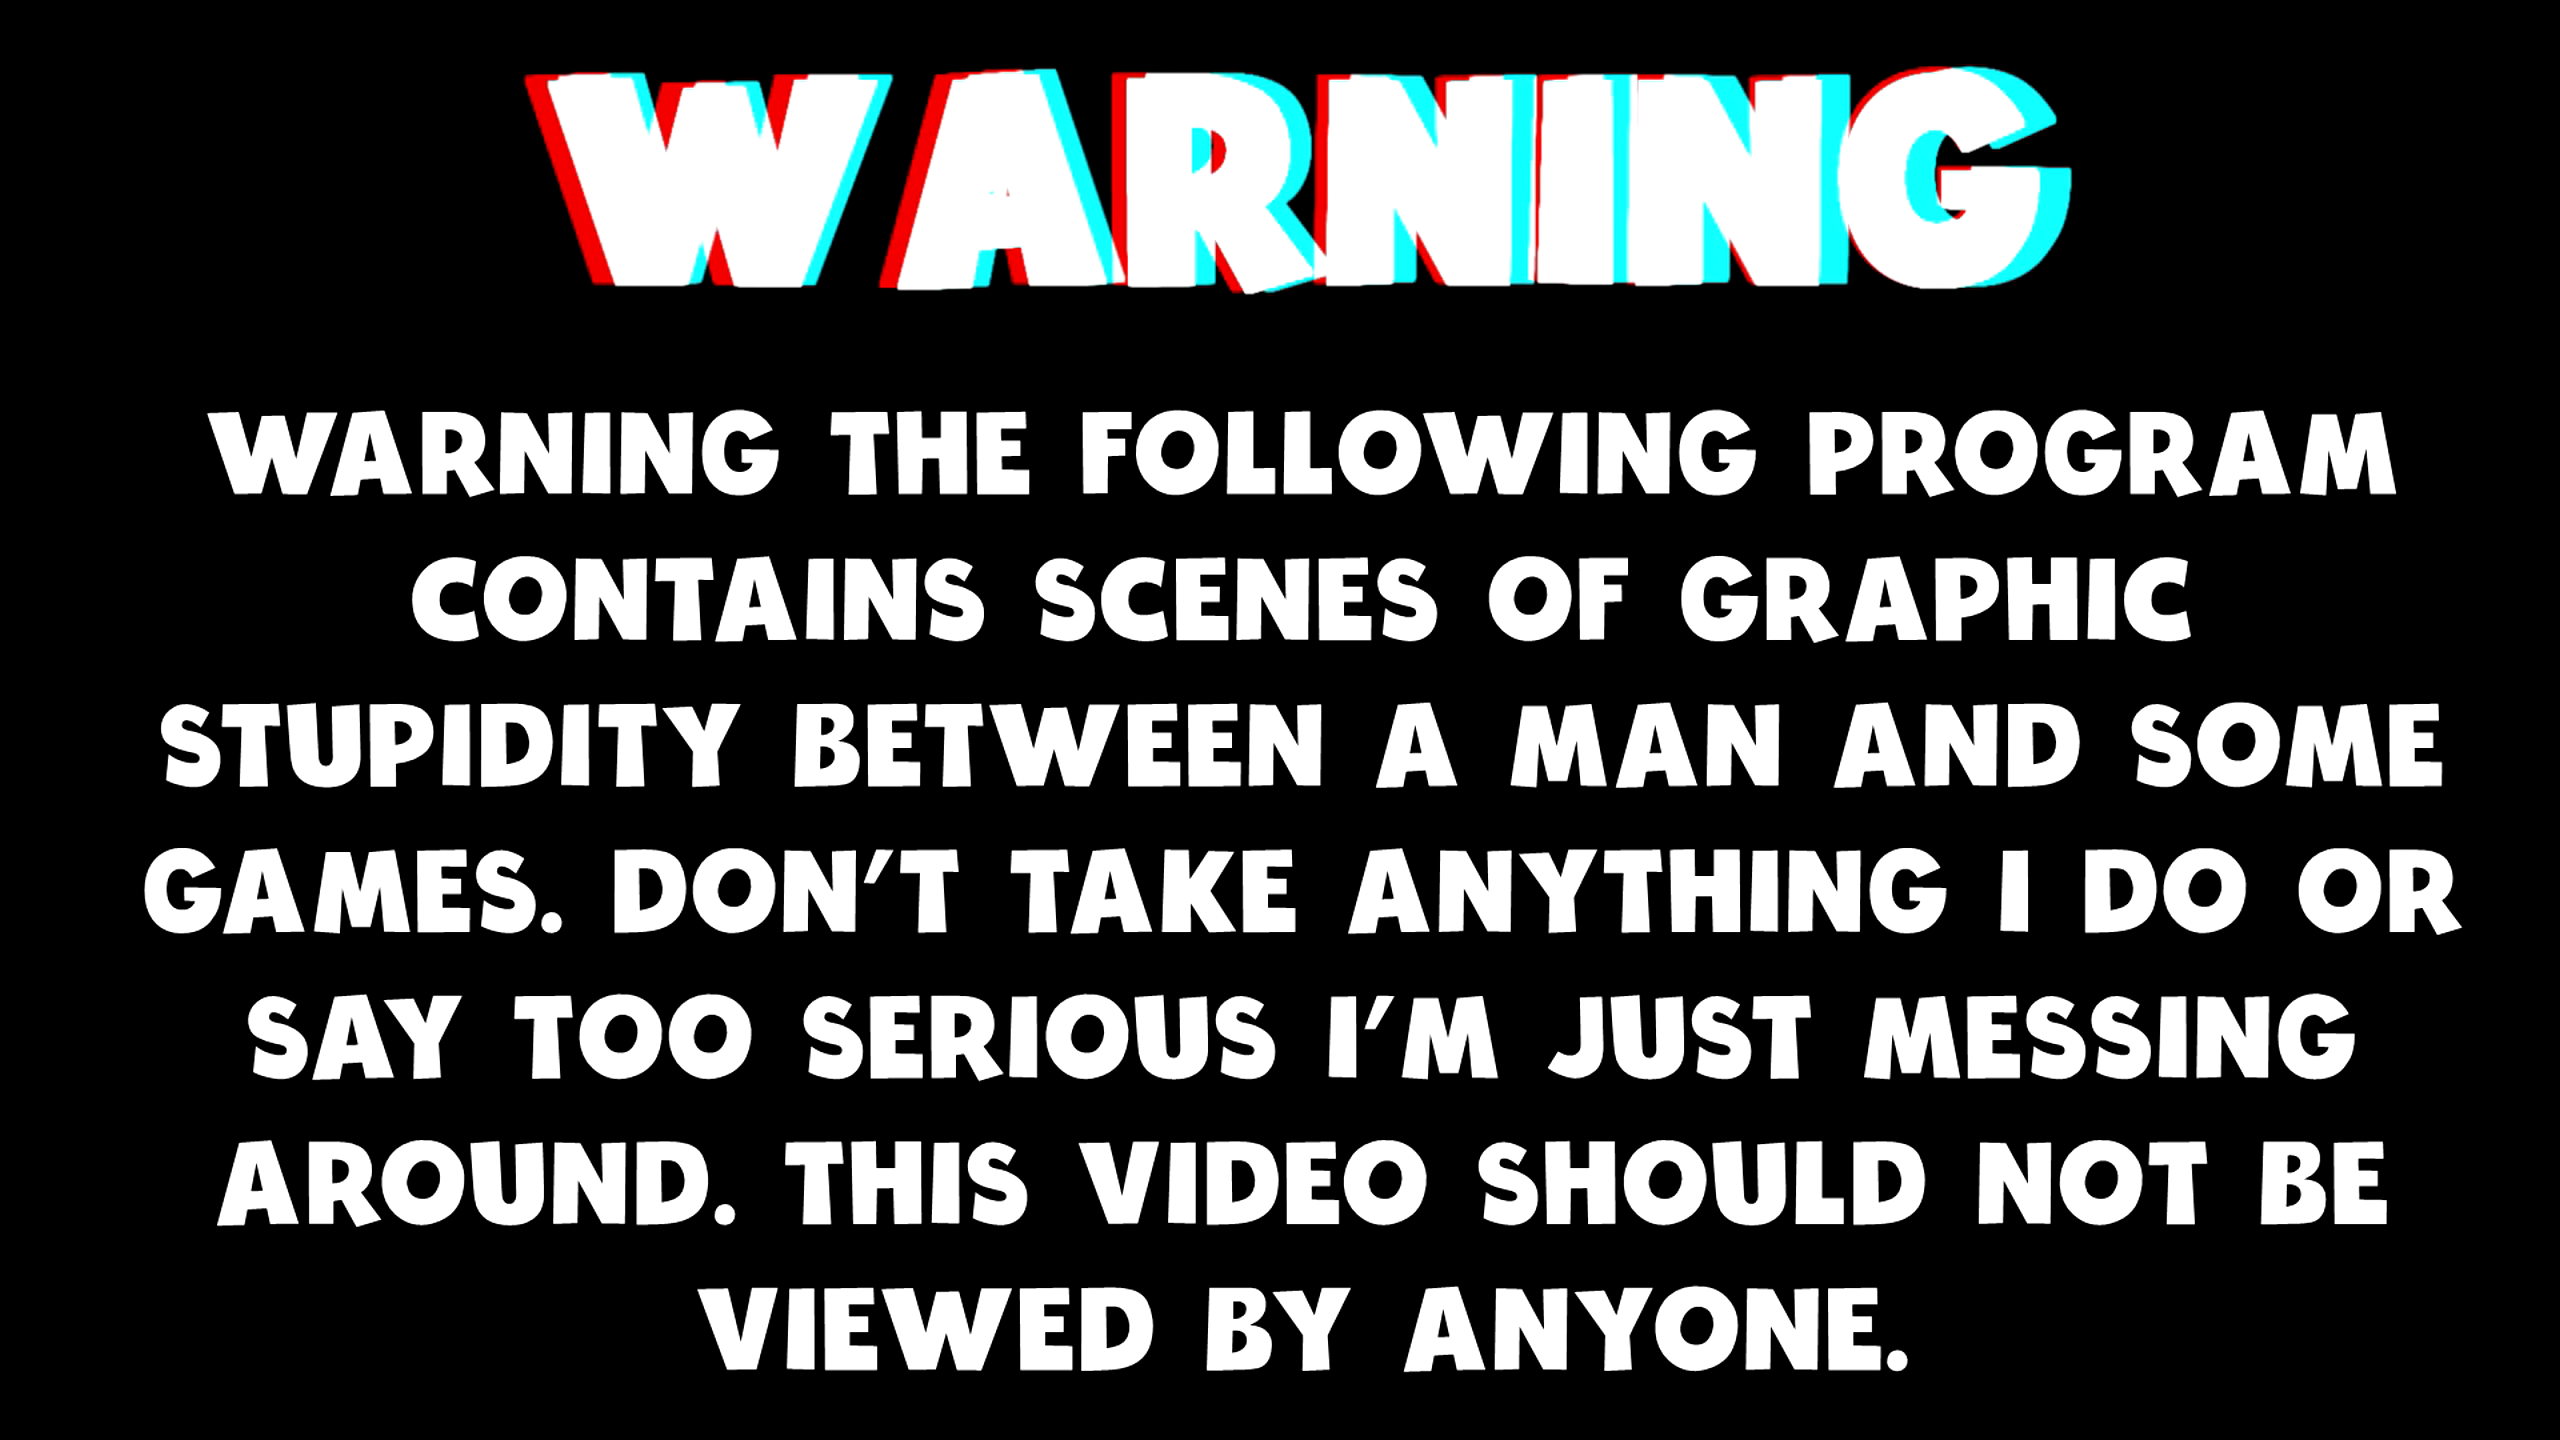 WARNING
WARNING THE FOLLOWING PROGRAM
CONTAINS SCENES OF GRAPHIC
STUPIDITY BETWEEN A MAN AND SOME
GAMES. DON'T TAKE ANYTHING I DO OR
SAY TOO SERIOUS I'M JUST MESSING
AROUND. THIS VIDEO SHOULD NOT BE
VIEWED BY ANYONE.